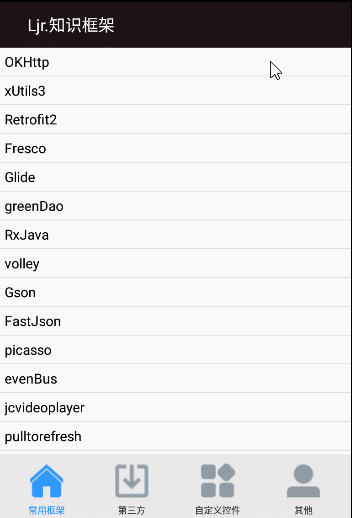 Ljr.知识框架
OKHttp
xUtils3
Retrofit2
Fresco
Glide
greenDao
RxJava
volley
Gson
FastJson
picasso
evenBus
jcvideoplayer
pulltorefresh
常用框架 第三方 自定义控件 其他